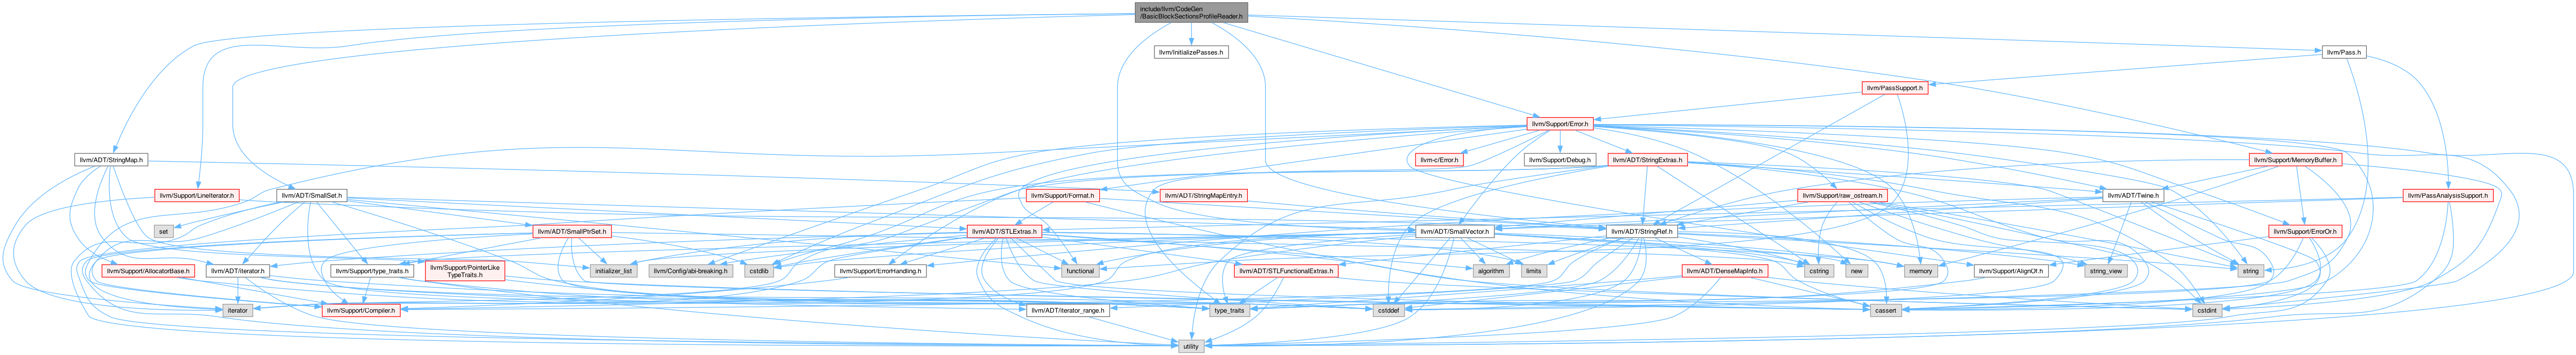 include/llvm/CodeGen
/BasicBlockSectionsProfileReader.h
llvm/InitializePasses.h
llvm/Pass.h
llvm/PassSupport.h
llvm/Support/Error.h
llvm/ADT/StringMap.h
llvm-c/Error.h
llvm/Support/Debug.h
llvm/ADT/StringExtras.h
llvm/Support/MemoryBuffer.h
llvm/Support/LineIterator.h
llvm/ADT/SmallSet.h
llvm/ADT/StringMapEntry.h
llvm/Support/Format.h
llvm/Support/raw_ostream.h
llvm/ADT/Twine.h
llvm/PassAnalysisSupport.h
set
llvm/ADT/SmallPtrSet.h
llvm/ADT/STLExtras.h
llvm/ADT/SmallVector.h
llvm/ADT/StringRef.h
llvm/Support/ErrorOr.h
llvm/Support/AllocatorBase.h
llvm/ADT/iterator.h
llvm/Support/type_traits.h
llvm/Support/PointerLike
TypeTraits.h
initializer_list
llvm/Config/abi-breaking.h
cstdlib
llvm/Support/ErrorHandling.h
functional
llvm/ADT/STLFunctionalExtras.h
algorithm
limits
llvm/ADT/DenseMapInfo.h
cstring
new
memory
llvm/Support/AlignOf.h
string_view
string
iterator
llvm/Support/Compiler.h
llvm/ADT/iterator_range.h
type_traits
cstddef
cassert
cstdint
utility